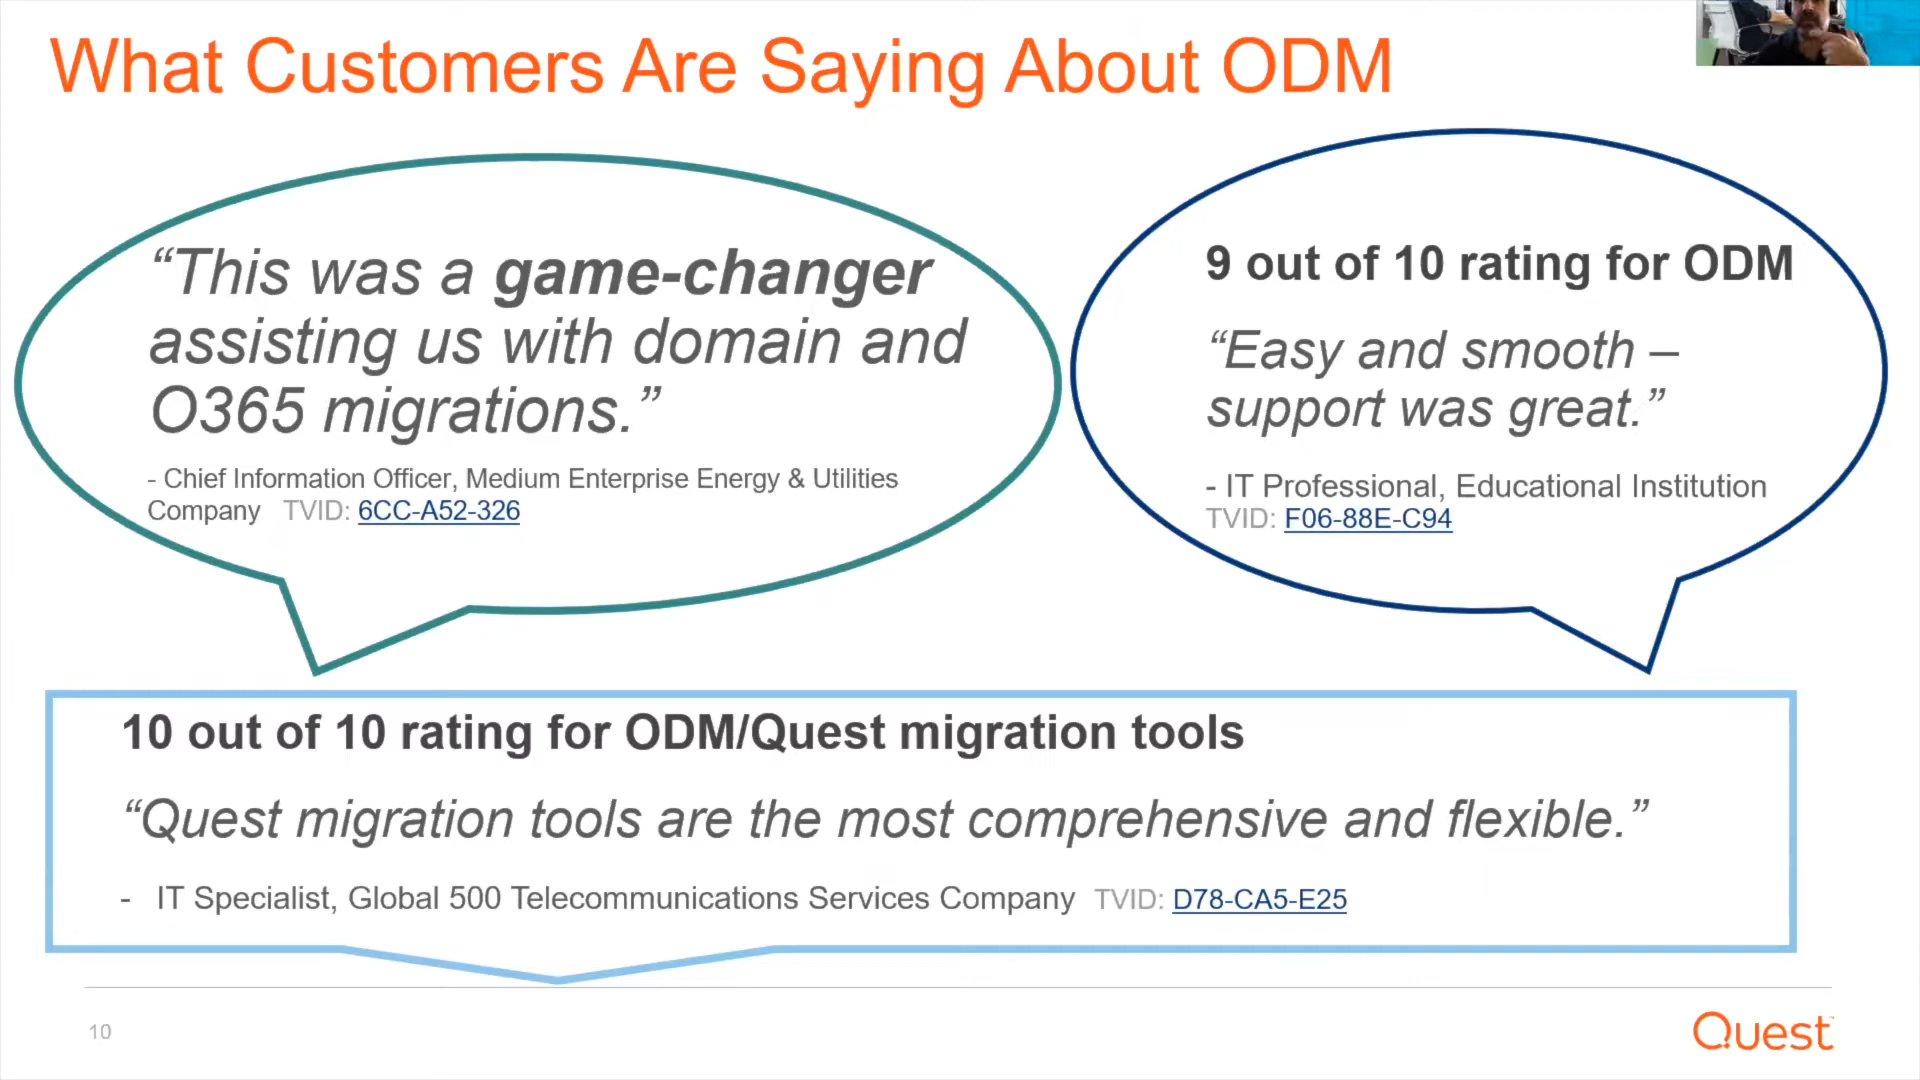 What Customers Are Saying About ODM
“This was a game-changer
assisting us with domain and
O365 migrations.”
- Chief Information Officer, Medium Enterprise Energy & Utilities
Company TVID: 6CC-A52-326
9 out of 10 rating for ODM
“Easy and smooth –
support was great.”
- IT Professional, Educational Institution
TVID: F06-88E-C94
10 out of 10 rating for ODM/Quest migration tools
“Quest migration tools are the most comprehensive and flexible.”
- IT Specialist, Global 500 Telecommunications Services Company TVID: D78-CA5-E25
10
Quest